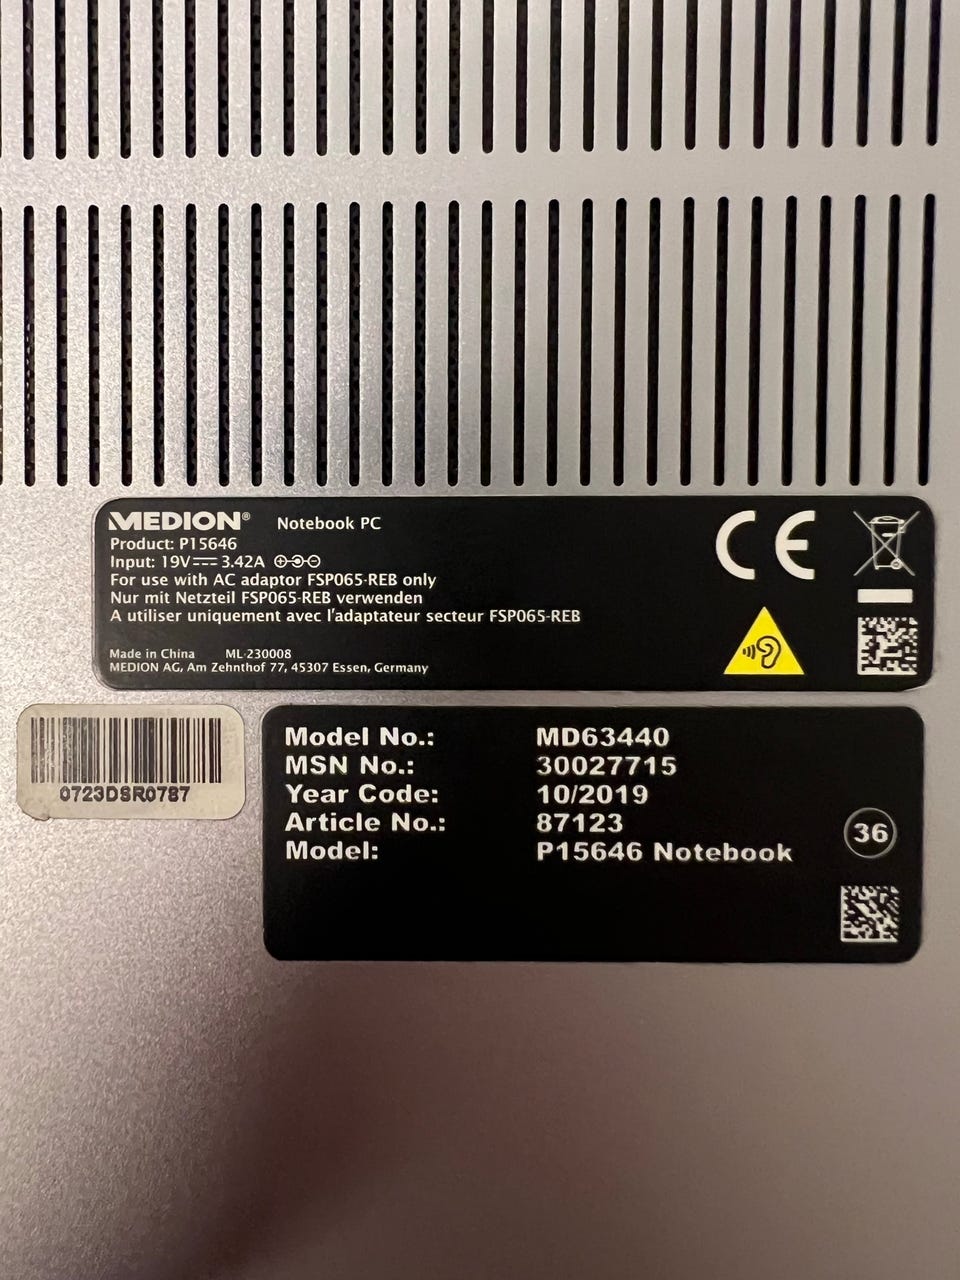 MEDION® Notebook PC
Product: P15646
Input: 19V⎓3.42A
For use with AC adaptor FSP065-REB only
Nur mit Netzteil FSP065-REB verwenden
A utiliser uniquement avec l'adaptateur secteur FSP065-REB
Made in China ML-230008
MEDION AG, Am Zehnthof 77, 45307 Essen, Germany
CE
0723DSR0787
Model No.: MD63440
MSN No.: 30027715
Year Code: 10/2019
Article No.: 87123
Model: P15646 Notebook
36